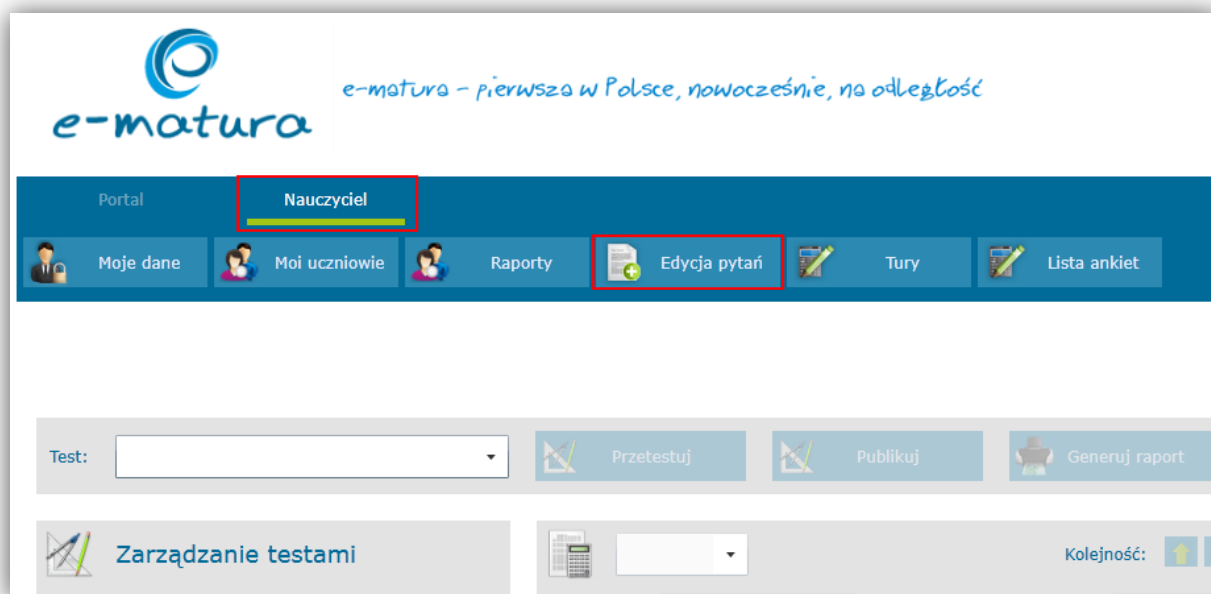 e-matura
e-matura - pierwsza w Polsce, nowocześnie, na odległość
Portal Nauczyciel
Moje dane Moi uczniowie Raporty Edycja pytań Tury Lista ankiet
Test: Przetestuj Publikuj Generuj raport
Zarządzanie testami Kolejność: